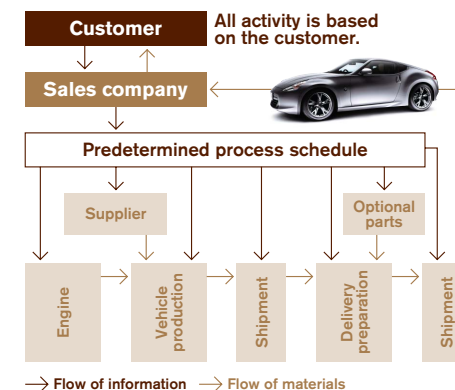 Customer
All activity is based
on the customer.
Sales company
Predetermined process schedule
Supplier
Optional
parts
Engine
Vehicle
production
Shipment
Delivery
preparation
Shipment
Flow of information
Flow of materials